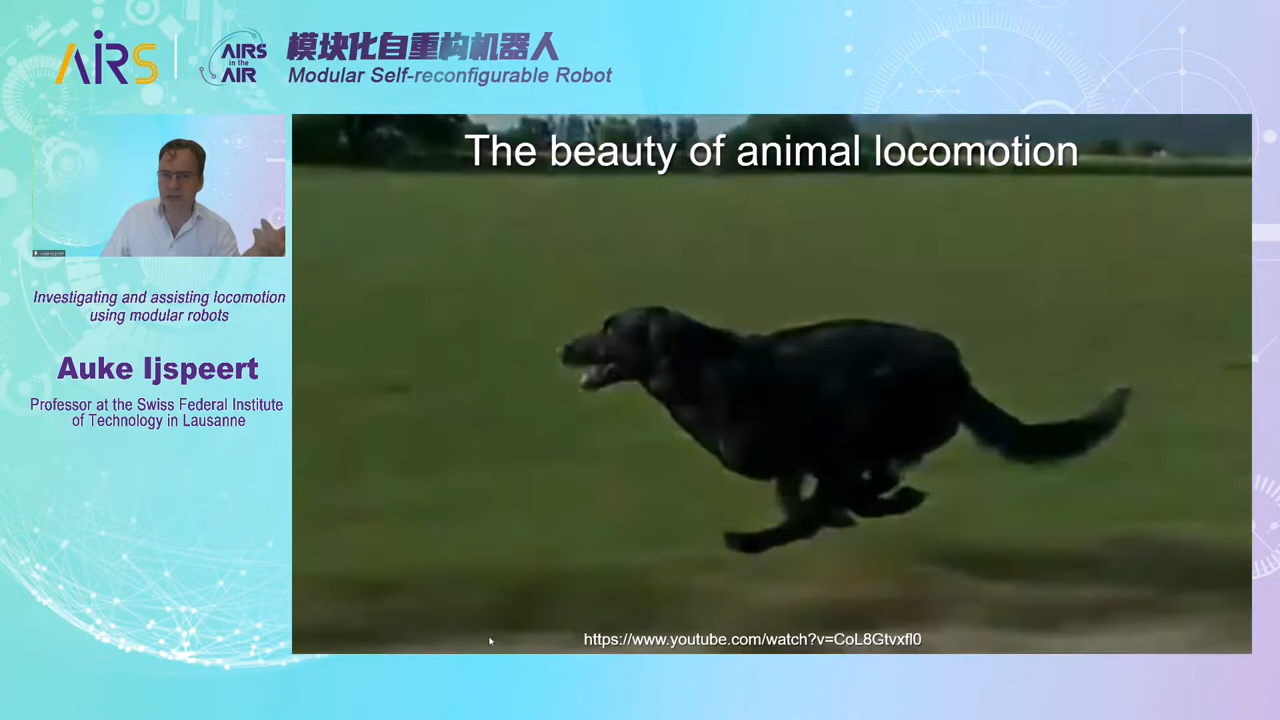 AIRS
AIRS
in the
AIR
模块化自重构机器人
Modular Self-reconfigurable Robot
The beauty of animal locomotion
Investigating and assisting locomotion
using modular robots
Auke Ijspeert
Professor at the Swiss Federal Institute
of Technology in Lausanne
https://www.youtube.com/watch?v=CoL8Gtvxfl0